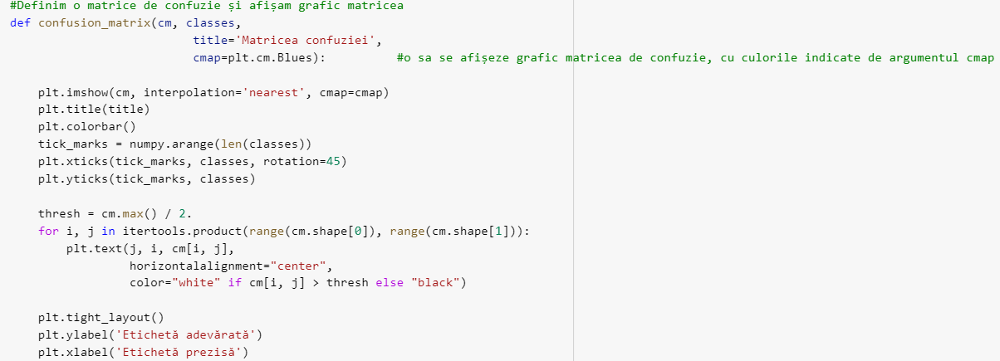 #Definim o matrice de confuzie și afișam grafic matricea
def confusion_matrix(cm, classes,
                          title='Matricea confuziei',
                          cmap=plt.cm.Blues):          #o sa se afișeze grafic matricea de confuzie, cu culorile indicate de argumentul cmap
    plt.imshow(cm, interpolation='nearest', cmap=cmap)
    plt.title(title)
    plt.colorbar()
    tick_marks = numpy.arange(len(classes))
    plt.xticks(tick_marks, classes, rotation=45)
    plt.yticks(tick_marks, classes)
    thresh = cm.max() / 2.
    for i, j in itertools.product(range(cm.shape[0]), range(cm.shape[1])):
        plt.text(j, i, cm[i, j],
                 horizontalalignment="center",
                 color="white" if cm[i, j] > thresh else "black")
    plt.tight_layout()
    plt.ylabel('Etichetă adevărată')
    plt.xlabel('Etichetă prezisă')